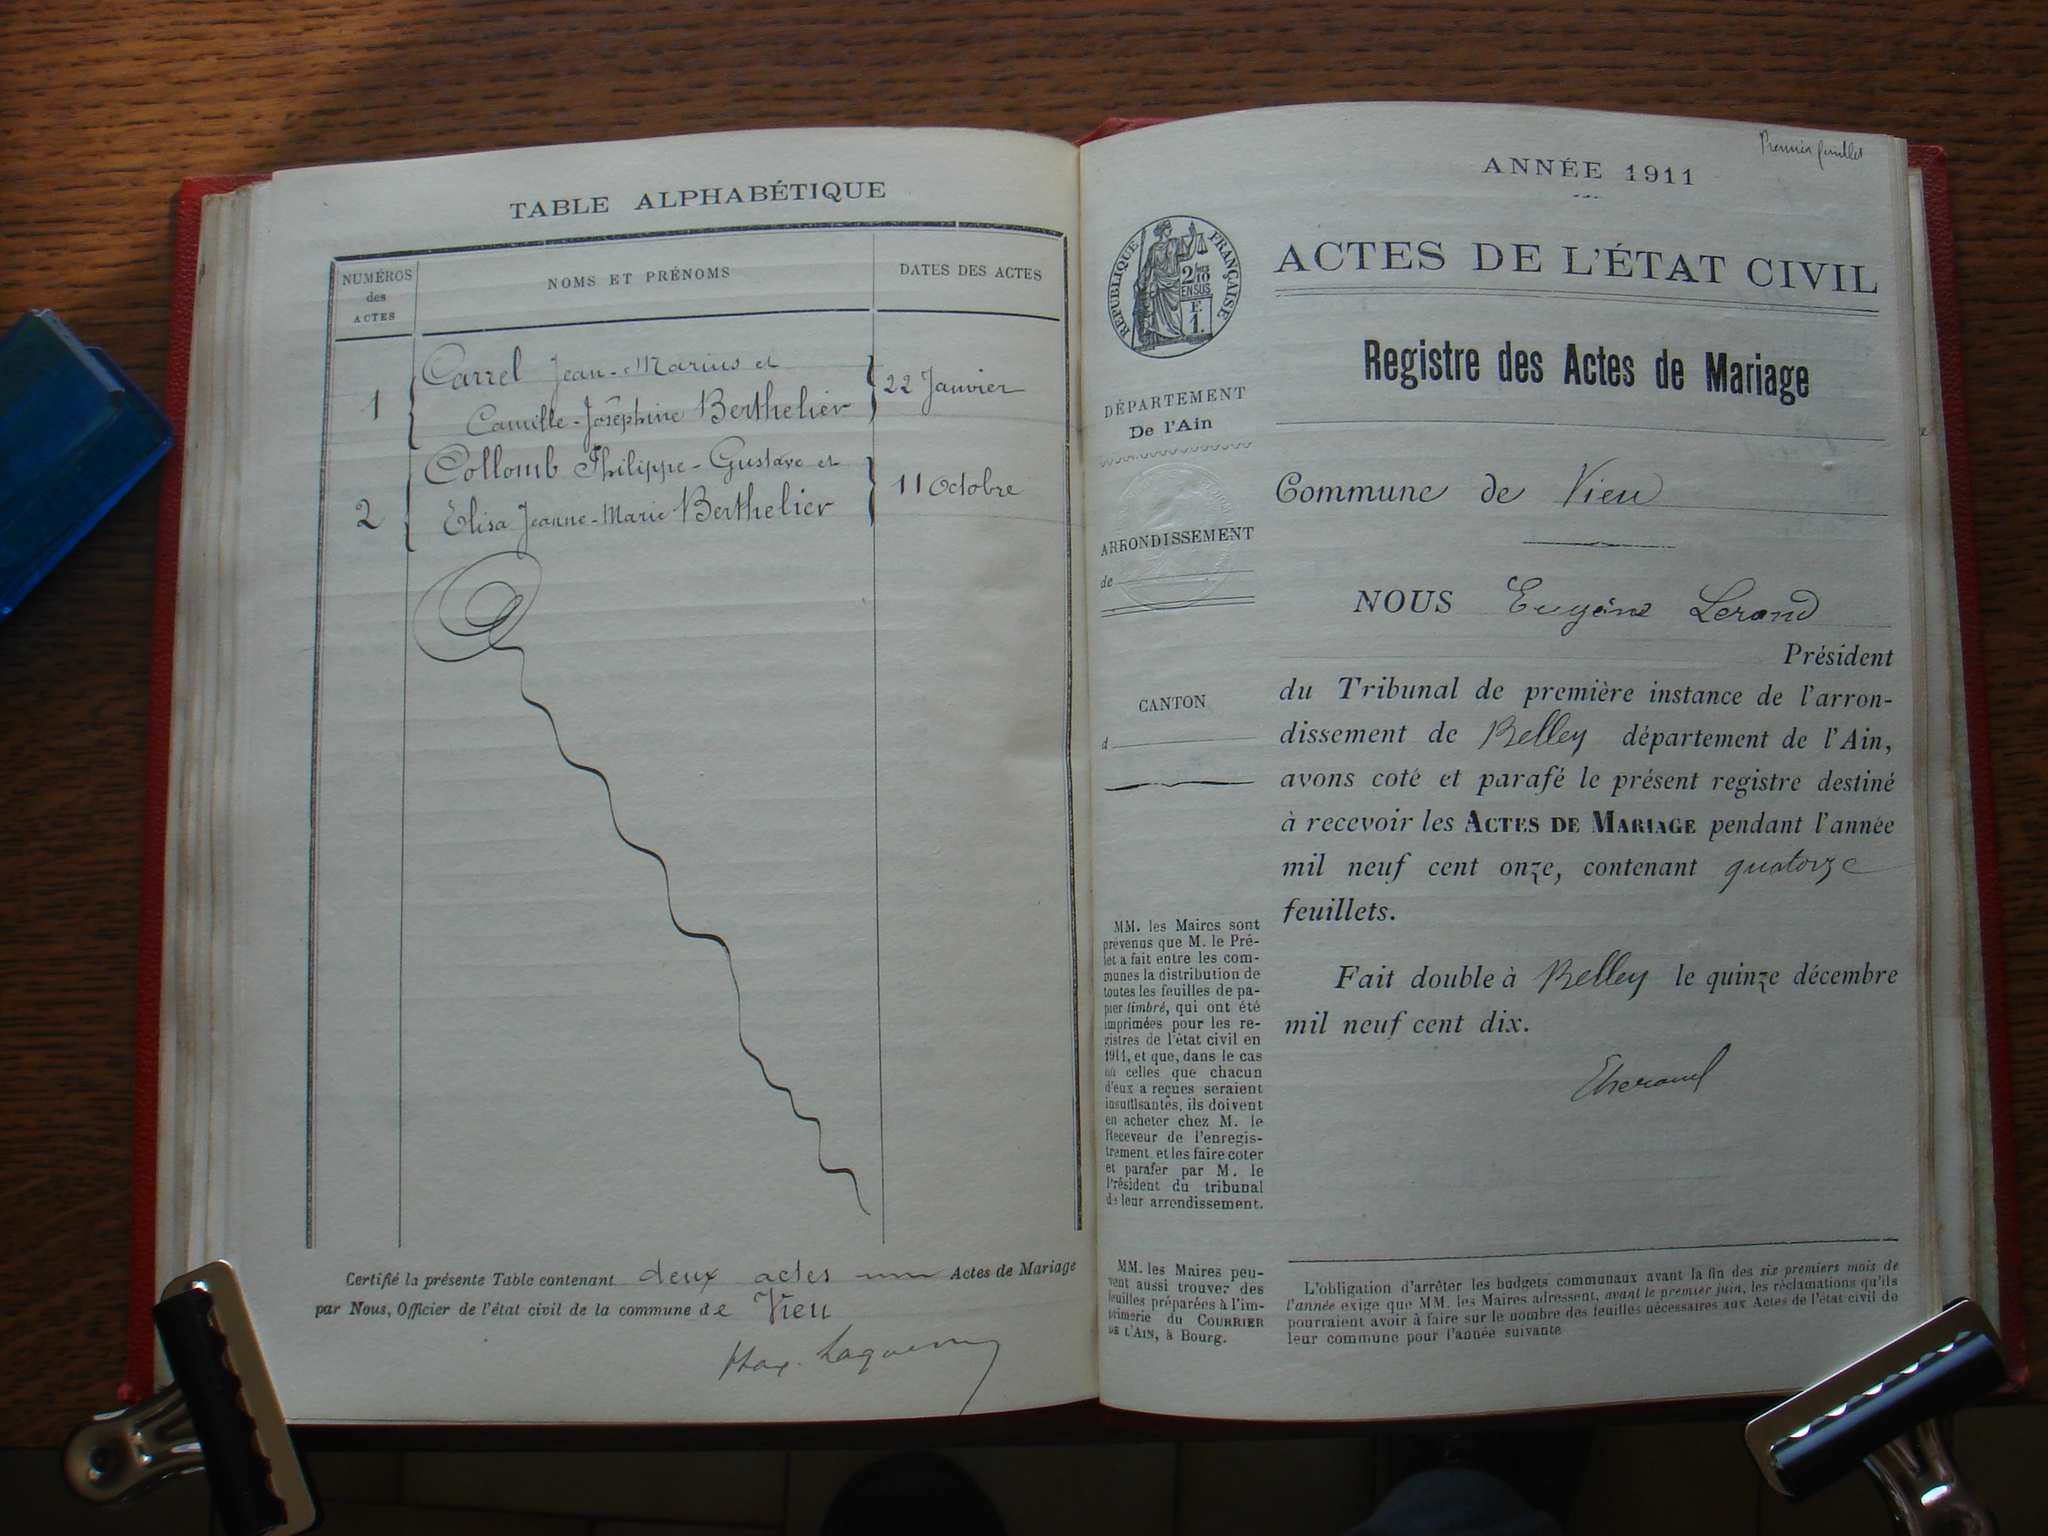 TABLE ALPHABÉTIQUE
NUMÉROS
des
ACTES
NOMS ET PRÉNOMS
DATES DES ACTES
1
Carrel Jean-Marius et
Camille-Joséphine Berthelier
22 Janvier
2
Collomb Philippe-Gustave et
Elisa Jeanne-Marie Berthelier
11 Octobre
Certifié la présente Table contenant deux actes Actes de Mariage
par Nous, Officier de l'état civil de la commune de Vieu
Premier feuillet
ANNÉE 1911
RÉPUBLIQUE FRANÇAISE
2/10
EN SUS
F.
1.
ACTES DE L'ÉTAT CIVIL
Registre des Actes de Mariage
DÉPARTEMENT
De l'Ain
ARRONDISSEMENT
de
CANTON
d
Commune de Vieu
NOUS Eugène
Président
du Tribunal de première instance de l'arron-
dissement de Belley département de l'Ain,
avons coté et parafé le présent registre destiné
à recevoir les ACTES DE MARIAGE pendant l'année
mil neuf cent onze, contenant quatorze
feuillets.
Fait double à Belley le quinze décembre
mil neuf cent dix.
MM. les Maires sont
prévenus que M. le Pré-
fet a fait entre les com-
munes la distribution de
toutes les feuilles de pa-
pier timbré, qui ont été
imprimées pour les re-
gistres de l'état civil en
1911, et que, dans le cas
où celles que chacun
d'eux a reçues seraient
insuffisantes, ils doivent
en acheter chez M. le
Receveur de l'enregis-
trement et les faire coter
et parafer par M. le
Président du tribunal
de leur arrondissement.
MM. les Maires peu-
vent aussi trouver des
feuilles préparées à l'im-
primerie du COURRIER
DE L'AIN, à Bourg.
L'obligation d'arrêter les budgets communaux avant la fin des six premiers mois de
l'année exige que MM. les Maires adressent, avant le premier juin, les réclamations qu'ils
pourraient avoir à faire sur le nombre des feuilles nécessaires aux Actes de l'état civil de
leur commune pour l'année suivante